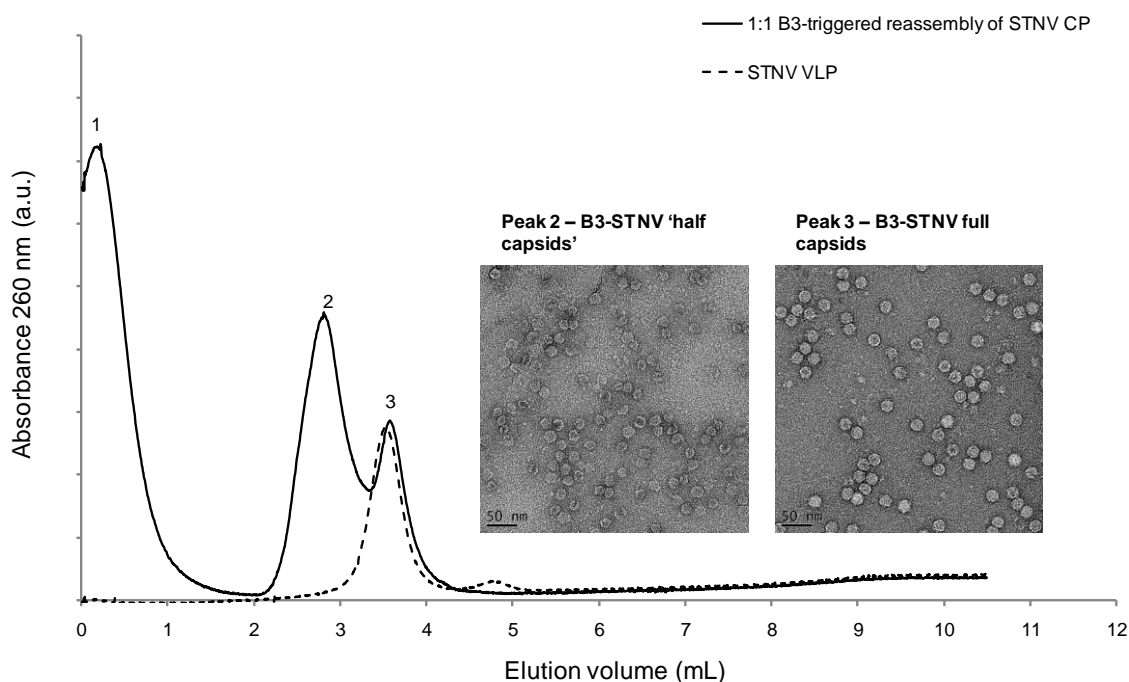 1:1 B3-triggered reassembly of STNV CP
STNV VLP
Absorbance 260 nm (a.u.)
1
2
3
Peak 2 – B3-STNV ‘half
capsids’
Peak 3 – B3-STNV full
capsids
50 nm
50 nm
0 1 2 3 4 5 6 7 8 9 10 11 12
Elution volume (mL)